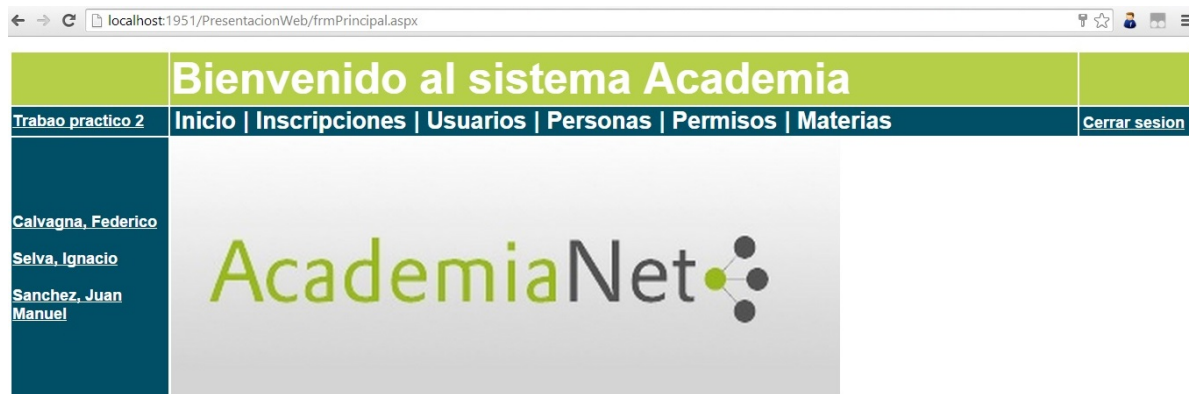 localhost:1951/PresentacionWeb/frmPrincipal.aspx
Bienvenido al sistema Academia
Trabao practico 2
Inicio | Inscripciones | Usuarios | Personas | Permisos | Materias
Cerrar sesion
Calvagna, Federico
Selva, Ignacio
Sanchez, Juan
Manuel
AcademiaNet